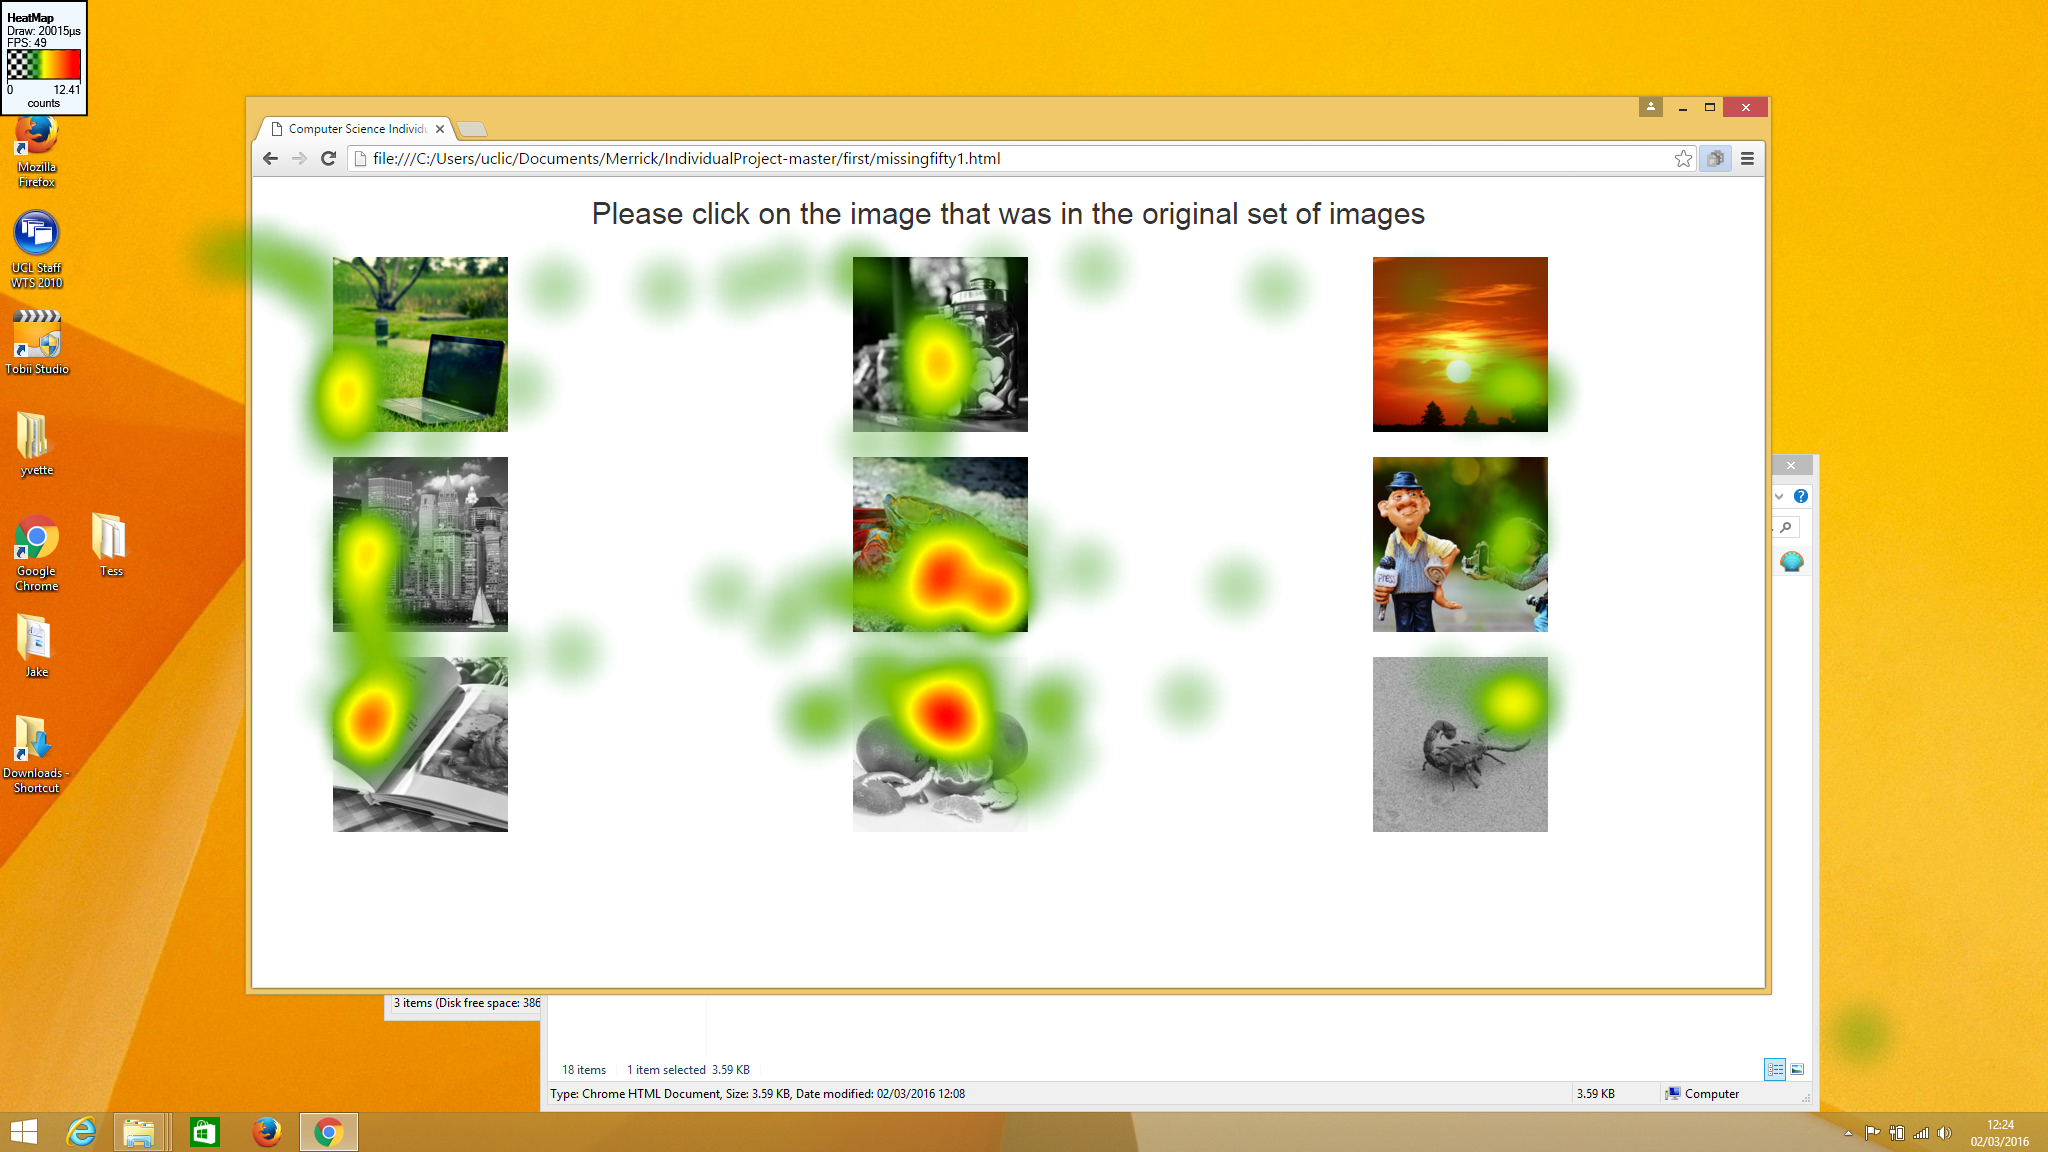 HeatMap
Draw: 20015µs
FPS: 49
0 12.41
counts
Mozilla
Firefox
UCL Staff
WTS 2010
Tobii Studio
yvette
Google
Chrome
Tess
Jake
Downloads -
Shortcut
Computer Science Individu
file:///C:/Users/uclic/Documents/Merrick/IndividualProject-master/first/missingfifty1.html
Please click on the image that was in the original set of images
PRESS
3 items (Disk free space: 386
18 items 1 item selected 3.59 KB
Type: Chrome HTML Document, Size: 3.59 KB, Date modified: 02/03/2016 12:08
3.59 KB
Computer
12:24
02/03/2016